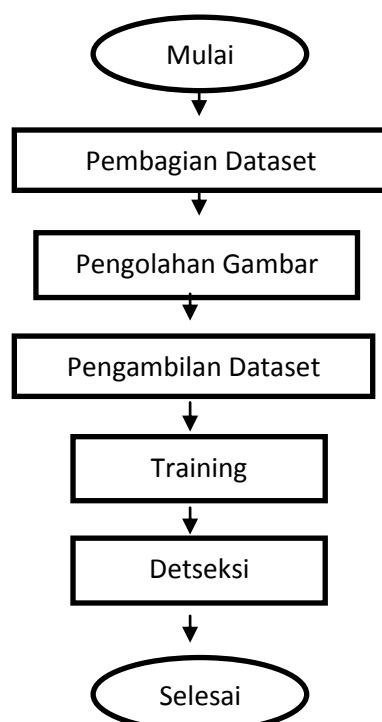 Mulai
Pembagian Dataset
Pengolahan Gambar
Pengambilan Dataset
Training
Detseksi
Selesai